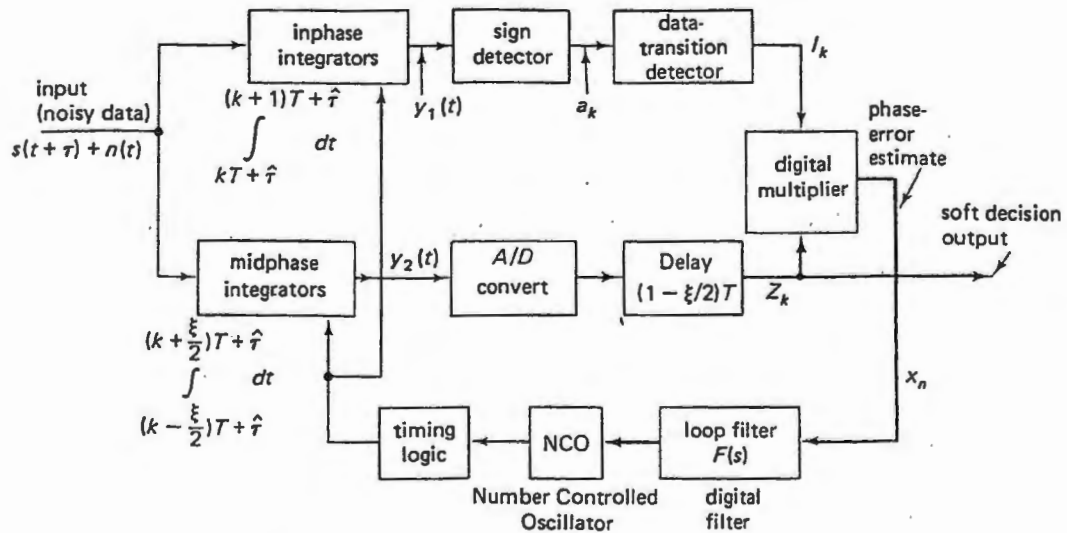 inphase
integrators
sign
detector
data-
transition
detector
I_k
input
(noisy data)
s(t + τ) + n(t)
(k + 1)T + τ̂
∫ dt
kT + τ̂
y_1(t)
a_k
phase-
error
estimate
digital
multiplier
soft decision
output
midphase
integrators
y_2(t)
A/D
convert
Delay
(1 − ξ/2)T
Z_k
(k + ξ/2)T + τ̂
∫ dt
(k − ξ/2)T + τ̂
x_n
timing
logic
NCO
loop filter
F(s)
Number Controlled
Oscillator
digital
filter